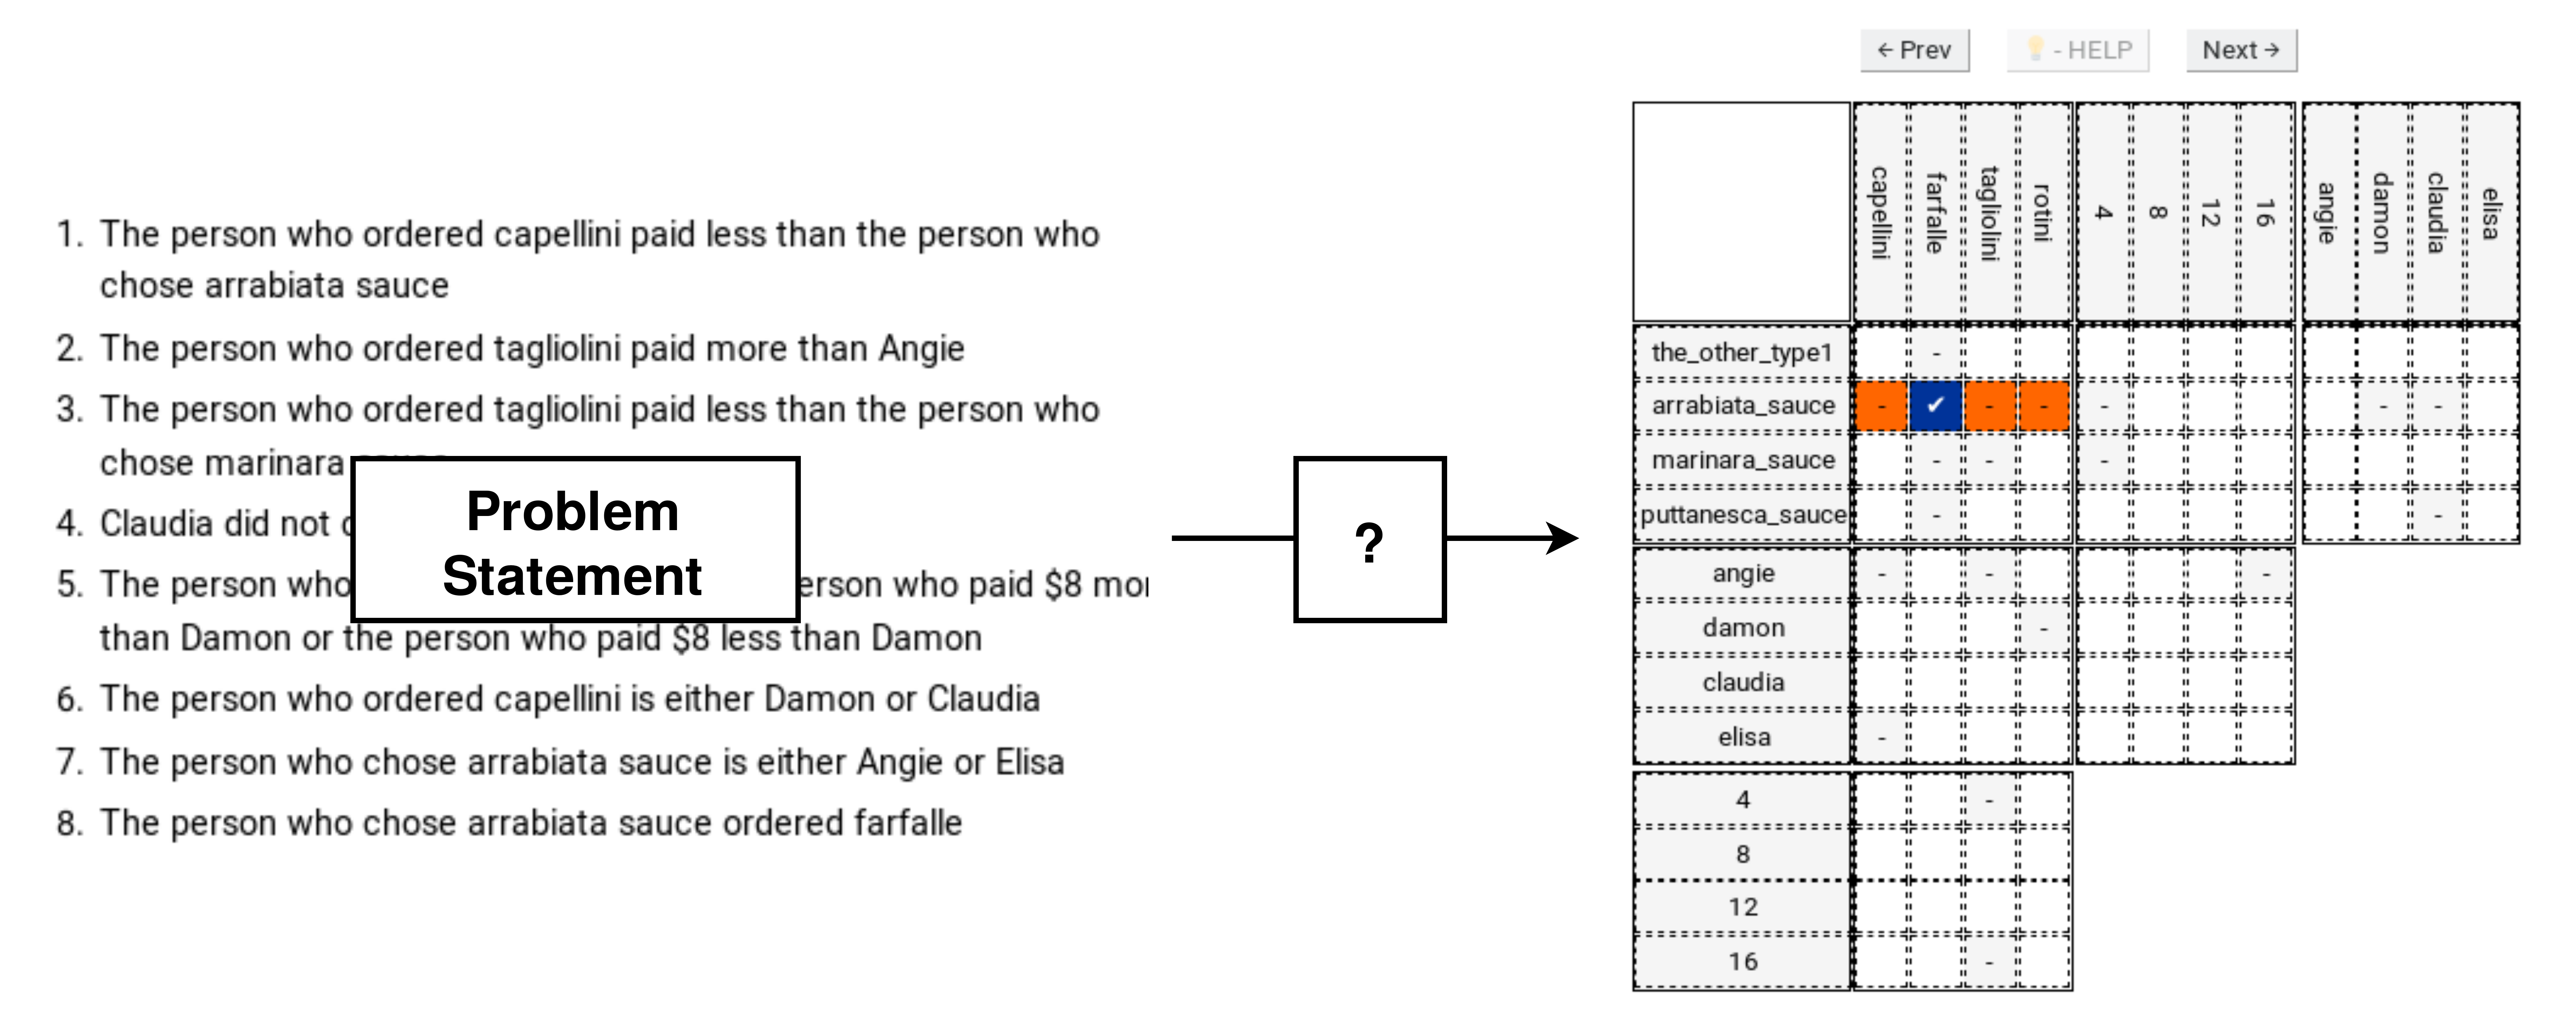 1. The person who ordered capellini paid less than the person who
chose arrabiata sauce
2. The person who ordered tagliolini paid more than Angie
3. The person who ordered tagliolini paid less than the person who
chose marinara
4. Claudia did not
5. The person who erson who paid $8 mor
than Damon or the person who paid $8 less than Damon
6. The person who ordered capellini is either Damon or Claudia
7. The person who chose arrabiata sauce is either Angie or Elisa
8. The person who chose arrabiata sauce ordered farfalle
Problem
Statement
?
← Prev
- HELP
Next →
capellini farfalle tagliolini rotini 4 8 12 16 angie damon claudia elisa
the_other_type1 -
arrabiata_sauce - ✔ - - - - -
marinara_sauce - - -
puttanesca_sauce - -
angie - - -
damon -
claudia
elisa -
4 -
8
12
16 -